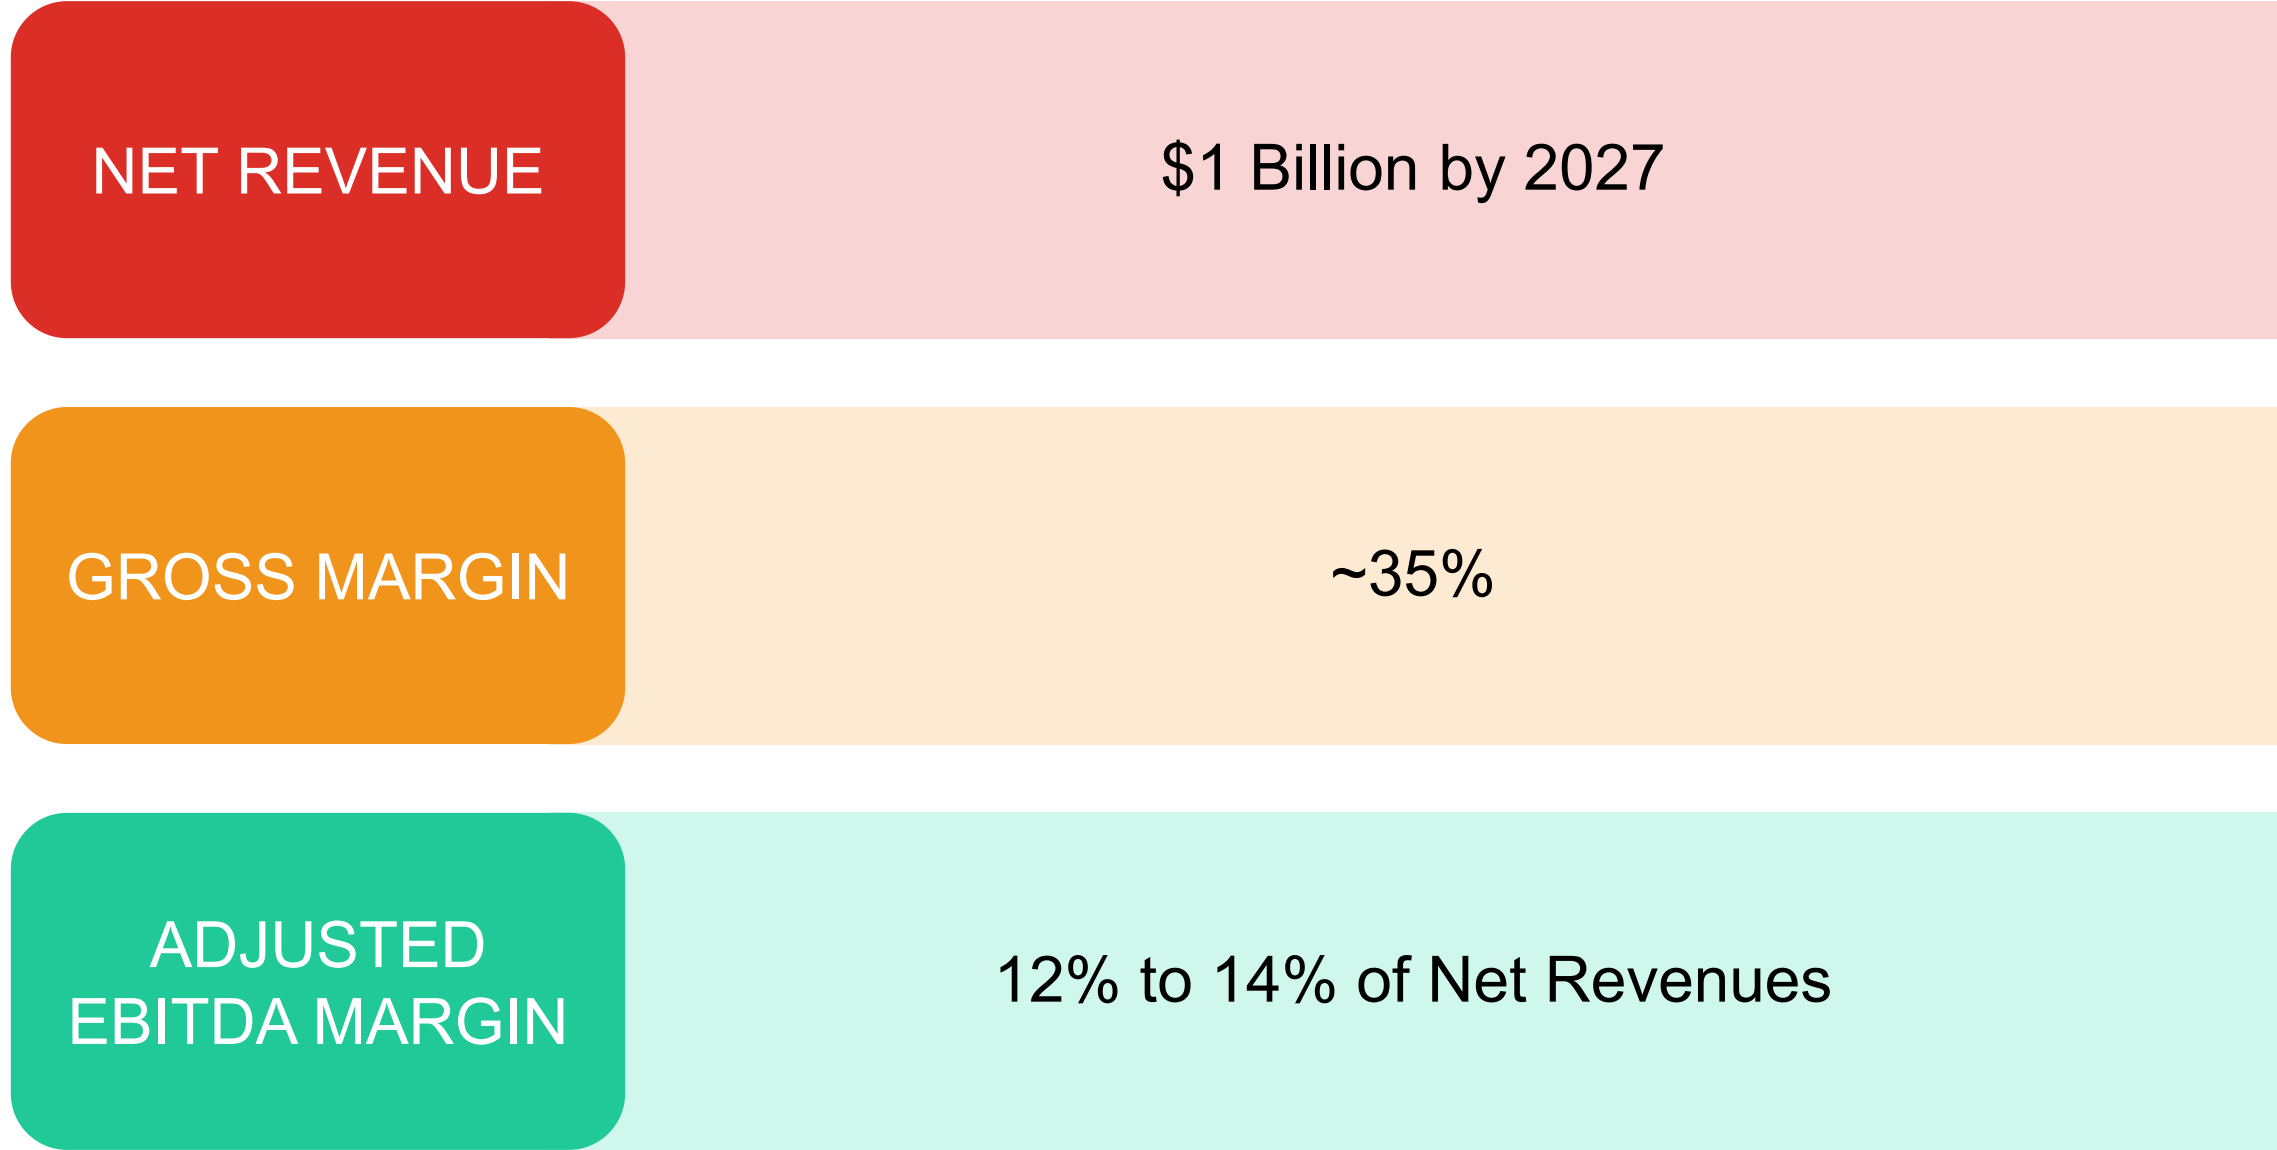 NET REVENUE
$1 Billion by 2027
GROSS MARGIN
~35%
ADJUSTED
EBITDA MARGIN
12% to 14% of Net Revenues